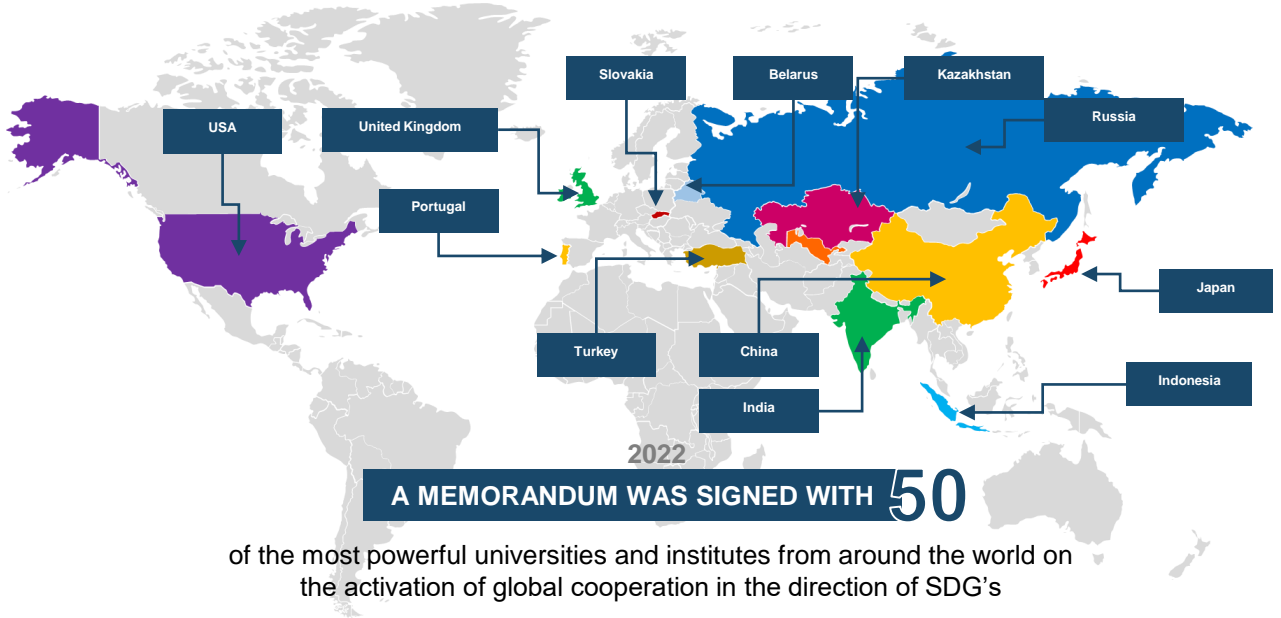 Slovakia
Belarus
Kazakhstan
USA
United Kingdom
Russia
Portugal
Japan
Turkey
China
Indonesia
India
2022
A MEMORANDUM WAS SIGNED WITH 50
of the most powerful universities and institutes from around the world on
the activation of global cooperation in the direction of SDG's